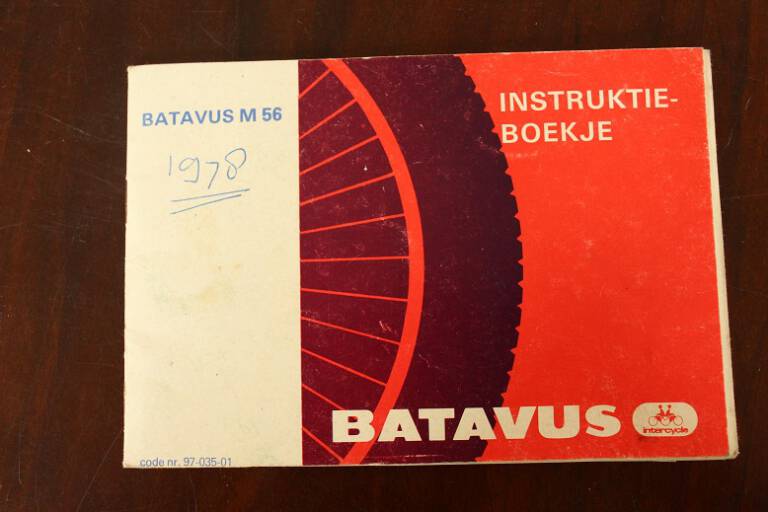 BATAVUS M 56
1978
code nr. 97-035-01
INSTRUKTIE-
BOEKJE
BATAVUS
intercycle